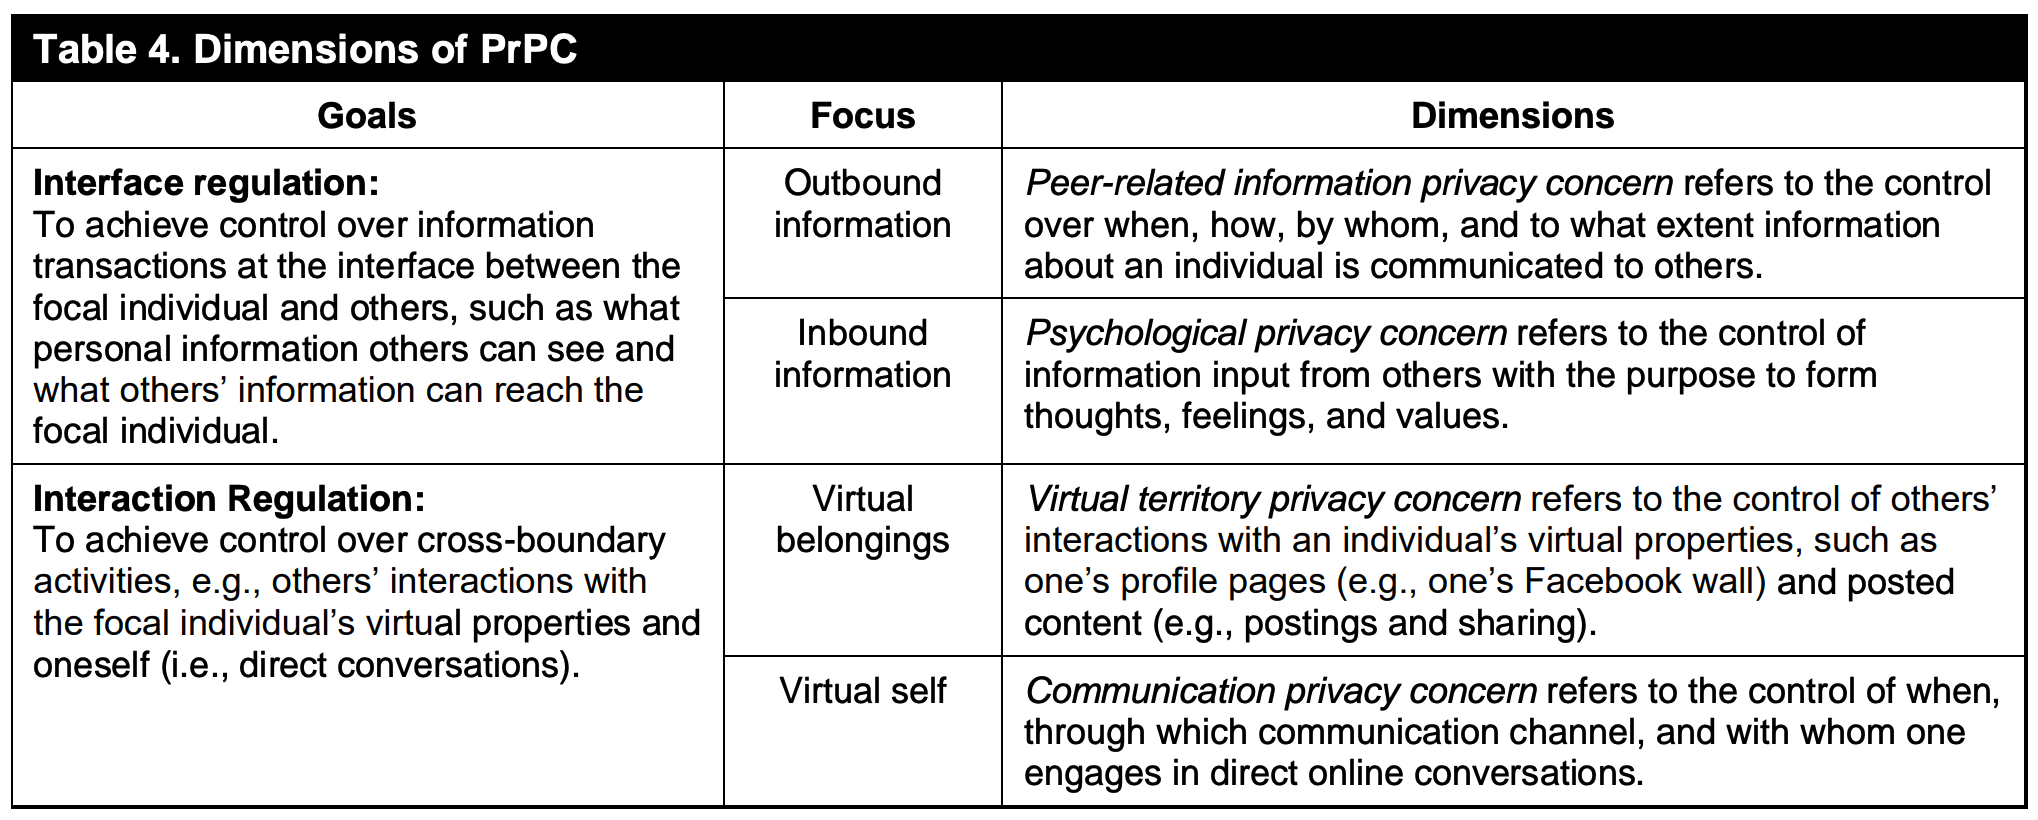 Table 4. Dimensions of PrPC
Goals
Focus
Dimensions
Interface regulation:
To achieve control over information
transactions at the interface between the
focal individual and others, such as what
personal information others can see and
what others’ information can reach the
focal individual.
Outbound
information
Peer-related information privacy concern refers to the control
over when, how, by whom, and to what extent information
about an individual is communicated to others.
Inbound
information
Psychological privacy concern refers to the control of
information input from others with the purpose to form
thoughts, feelings, and values.
Interaction Regulation:
To achieve control over cross-boundary
activities, e.g., others’ interactions with
the focal individual’s virtual properties and
oneself (i.e., direct conversations).
Virtual
belongings
Virtual territory privacy concern refers to the control of others’
interactions with an individual’s virtual properties, such as
one’s profile pages (e.g., one’s Facebook wall) and posted
content (e.g., postings and sharing).
Virtual self
Communication privacy concern refers to the control of when,
through which communication channel, and with whom one
engages in direct online conversations.